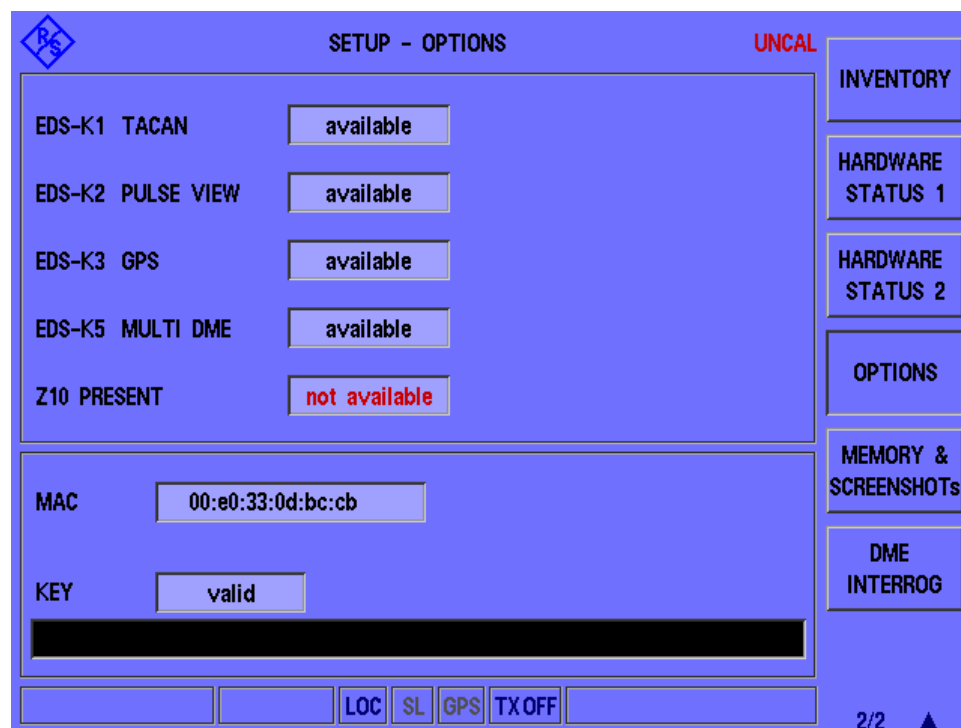 R&S
SETUP - OPTIONS
UNCAL
EDS-K1 TACAN
available
EDS-K2 PULSE VIEW
available
EDS-K3 GPS
available
EDS-K5 MULTI DME
available
Z10 PRESENT
not available
MAC
00:e0:33:0d:bc:cb
KEY
valid
LOC
SL
GPS
TX OFF
INVENTORY
HARDWARE
STATUS 1
HARDWARE
STATUS 2
OPTIONS
MEMORY &
SCREENSHOTs
DME
INTERROG
2/2